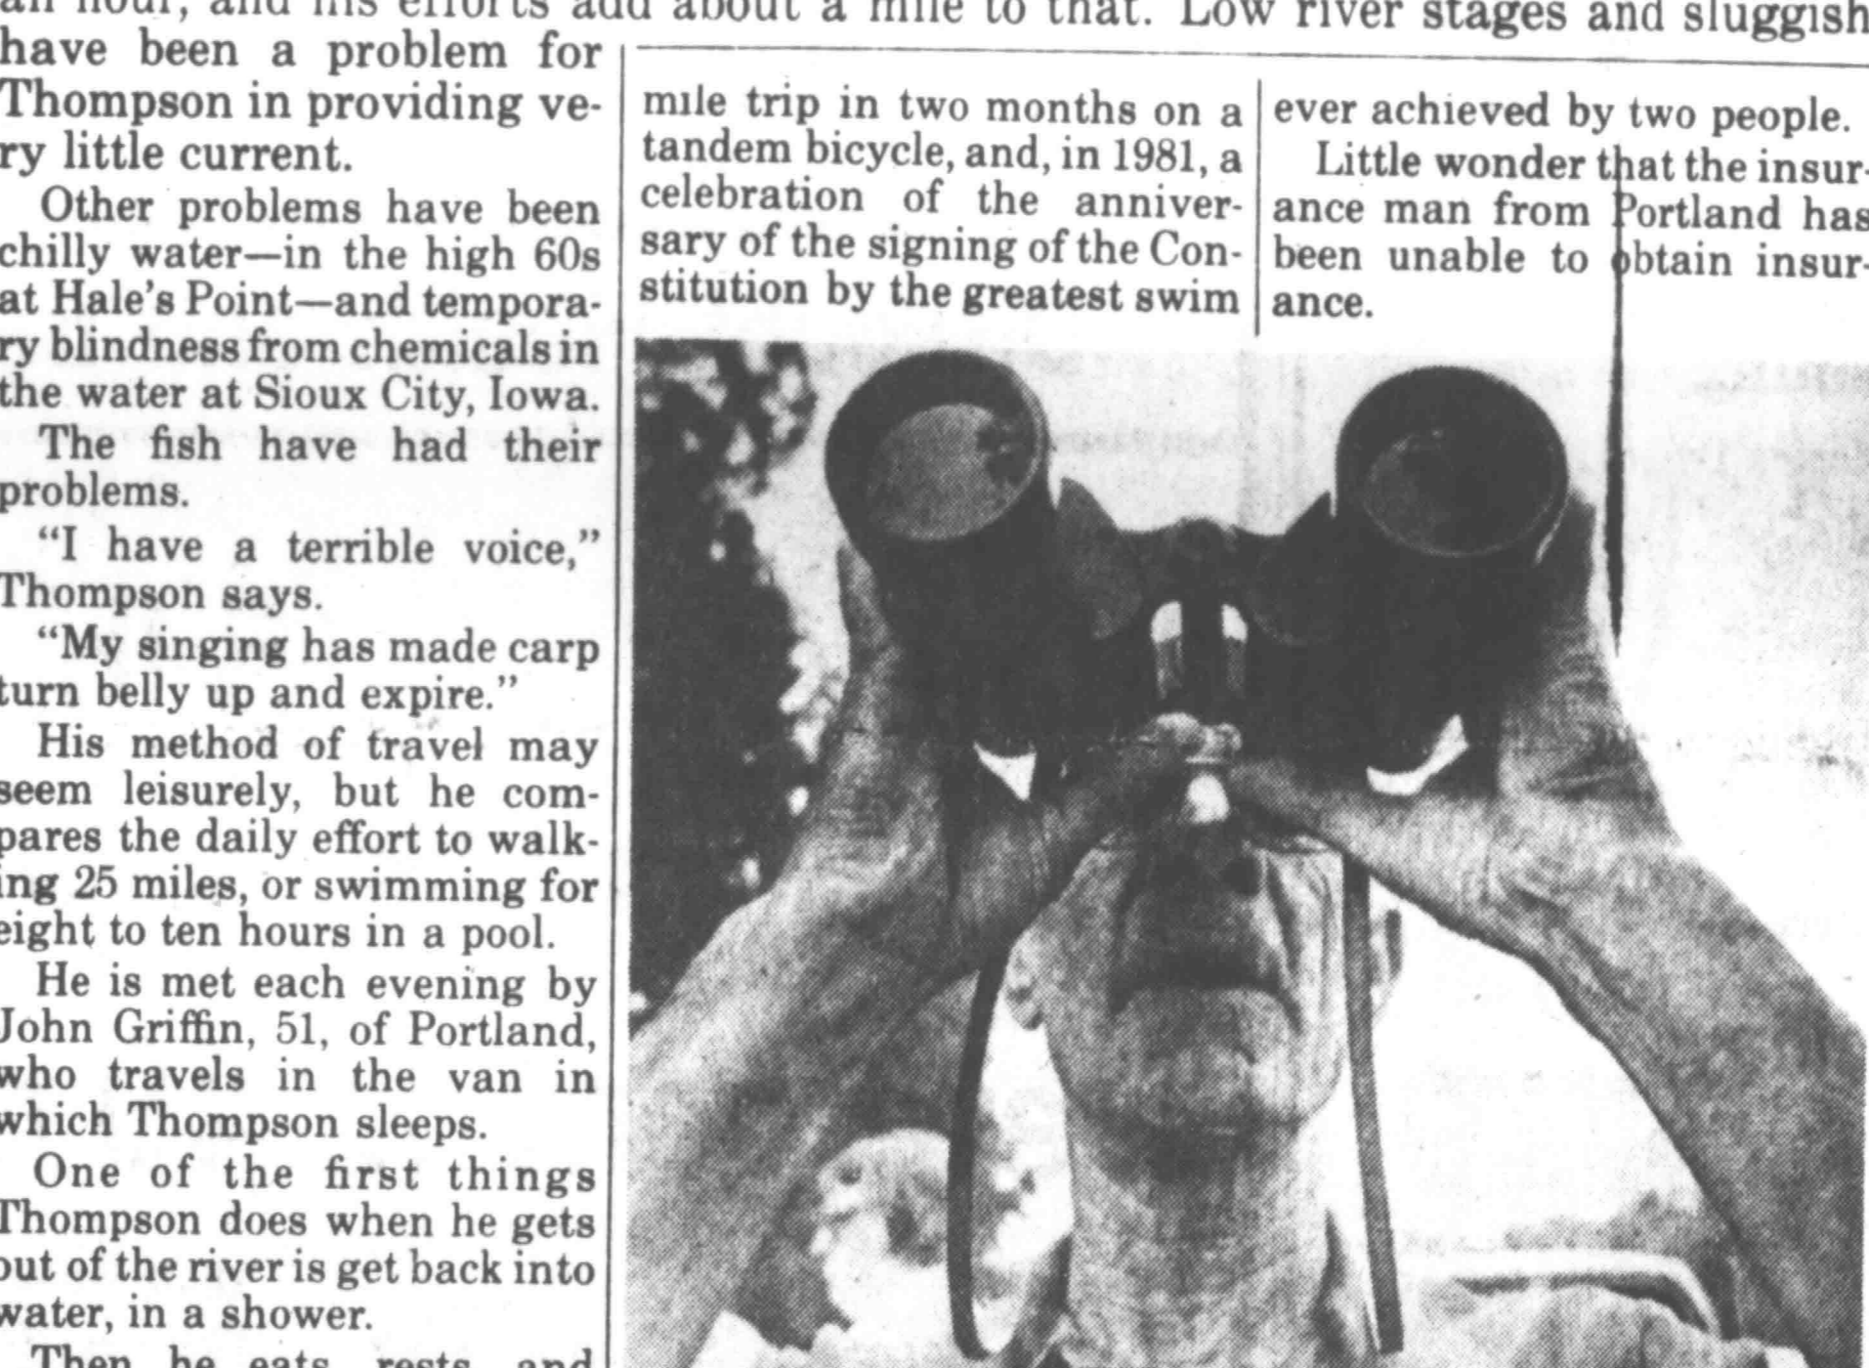 an hour, and his efforts add about a mile to that. Low river stages and sluggish
have been a problem for
Thompson in providing ve-
ry little current.
Other problems have been
chilly water—in the high 60s
at Hale's Point—and tempora-
ry blindness from chemicals in
the water at Sioux City, Iowa.
The fish have had their
problems.
"I have a terrible voice,"
Thompson says.
"My singing has made carp
turn belly up and expire."
His method of travel may
seem leisurely, but he com-
pares the daily effort to walk-
ing 25 miles, or swimming for
eight to ten hours in a pool.
He is met each evening by
John Griffin, 51, of Portland,
who travels in the van in
which Thompson sleeps.
One of the first things
Thompson does when he gets
out of the river is get back into
water, in a shower.
Then he eats, rests, and
mile trip in two months on a
tandem bicycle, and, in 1981, a
celebration of the anniver-
sary of the signing of the Con-
stitution by the greatest swim
ever achieved by two people.
Little wonder that the insur-
ance man from Portland has
been unable to obtain insur-
ance.